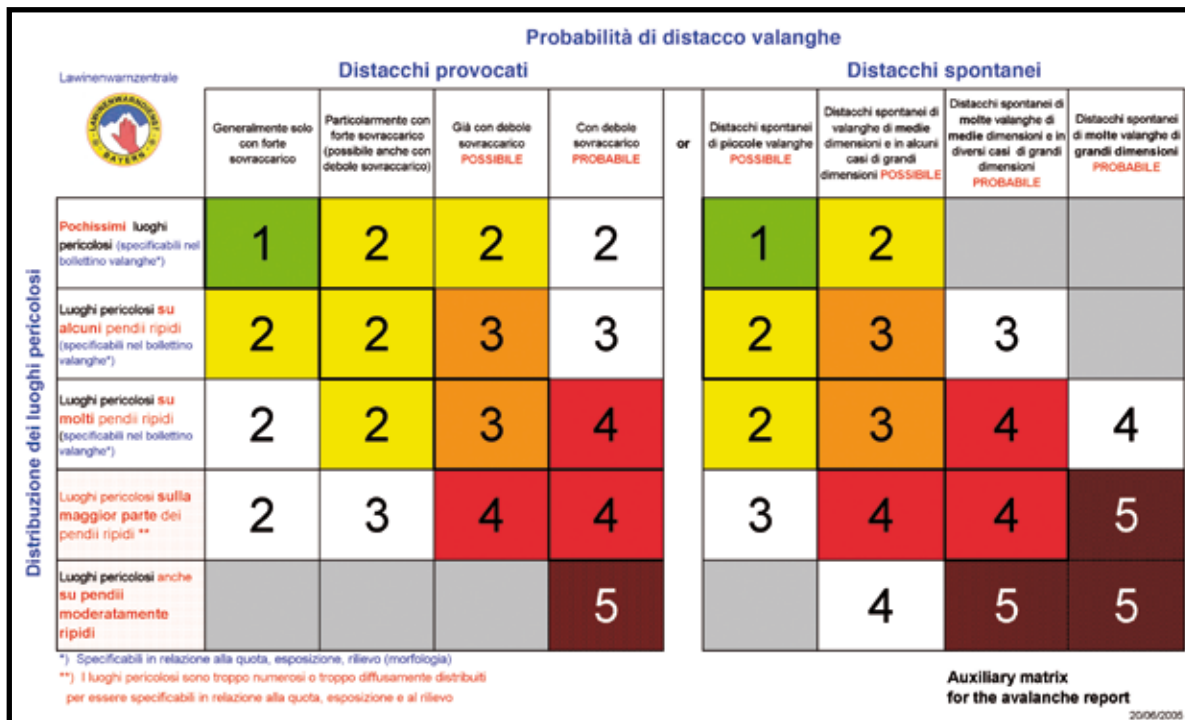 Probabilità di distacco valanghe
Lawinenwarnzentrale
Distacchi provocati
Distacchi spontanei
LAWINENWARNDIENST
BAYERN
Generalmente solo
con forte
sovraccarico
Particolarmente con
forte sovraccarico
(possibile anche con
debole sovraccarico)
Già con debole
sovraccarico
POSSIBILE
Con debole
sovraccarico
PROBABILE
or
Distacchi spontanei
di piccole valanghe
POSSIBILE
Distacchi spontanei di
valanghe di medie
dimensioni e in alcuni
casi di grandi
dimensioni POSSIBILE
Distacchi spontanei di
molte valanghe di
medie dimensioni e in
diversi casi di grandi
dimensioni
PROBABILE
Distacchi spontanei
di molte valanghe di
grandi dimensioni
PROBABILE
Distribuzione dei luoghi pericolosi
Pochissimi luoghi
pericolosi (specificabili nel
bollettino valanghe*)
1 2 2 2 1 2
Luoghi pericolosi su
alcuni pendii ripidi
(specificabili nel bollettino
valanghe*)
2 2 3 3 2 3 3
Luoghi pericolosi su
molti pendii ripidi
(specificabili nel bollettino
valanghe*)
2 2 3 4 2 3 4 4
Luoghi pericolosi sulla
maggior parte dei
pendii ripidi **
2 3 4 4 3 4 4 5
Luoghi pericolosi anche
su pendii
moderatamente
ripidi
5 4 5 5
*) Specificabili in relazione alla quota, esposizione, rilievo (morfologia)
**) I luoghi pericolosi sono troppo numerosi o troppo diffusamente distribuiti
per essere specificabili in relazione alla quota, esposizione e al rilievo
Auxiliary matrix
for the avalanche report
20/06/2005